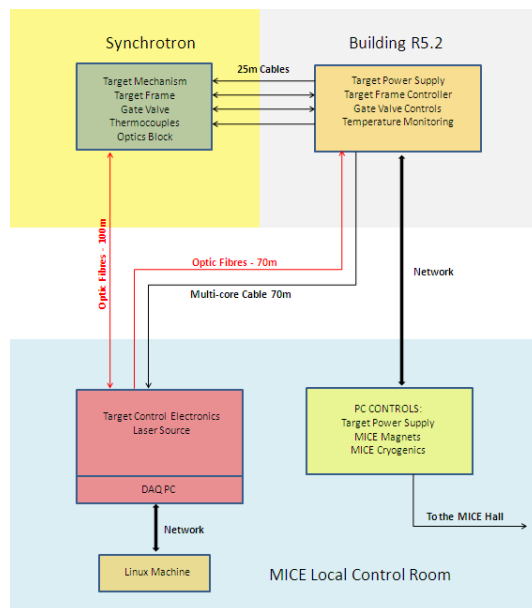 Synchrotron
Building R5.2
25m Cables
Target Mechanism
Target Frame
Gate Valve
Thermocouples
Optics Block
Target Power Supply
Target Frame Controller
Gate Valve Controls
Temperature Monitoring
Optic Fibres - 100m
Optic Fibres - 70m
Multi-core Cable 70m
Network
Target Control Electronics
Laser Source
DAQ PC
PC CONTROLS:
Target Power Supply
MICE Magnets
MICE Cryogenics
To the MICE Hall
Network
Linux Machine
MICE Local Control Room